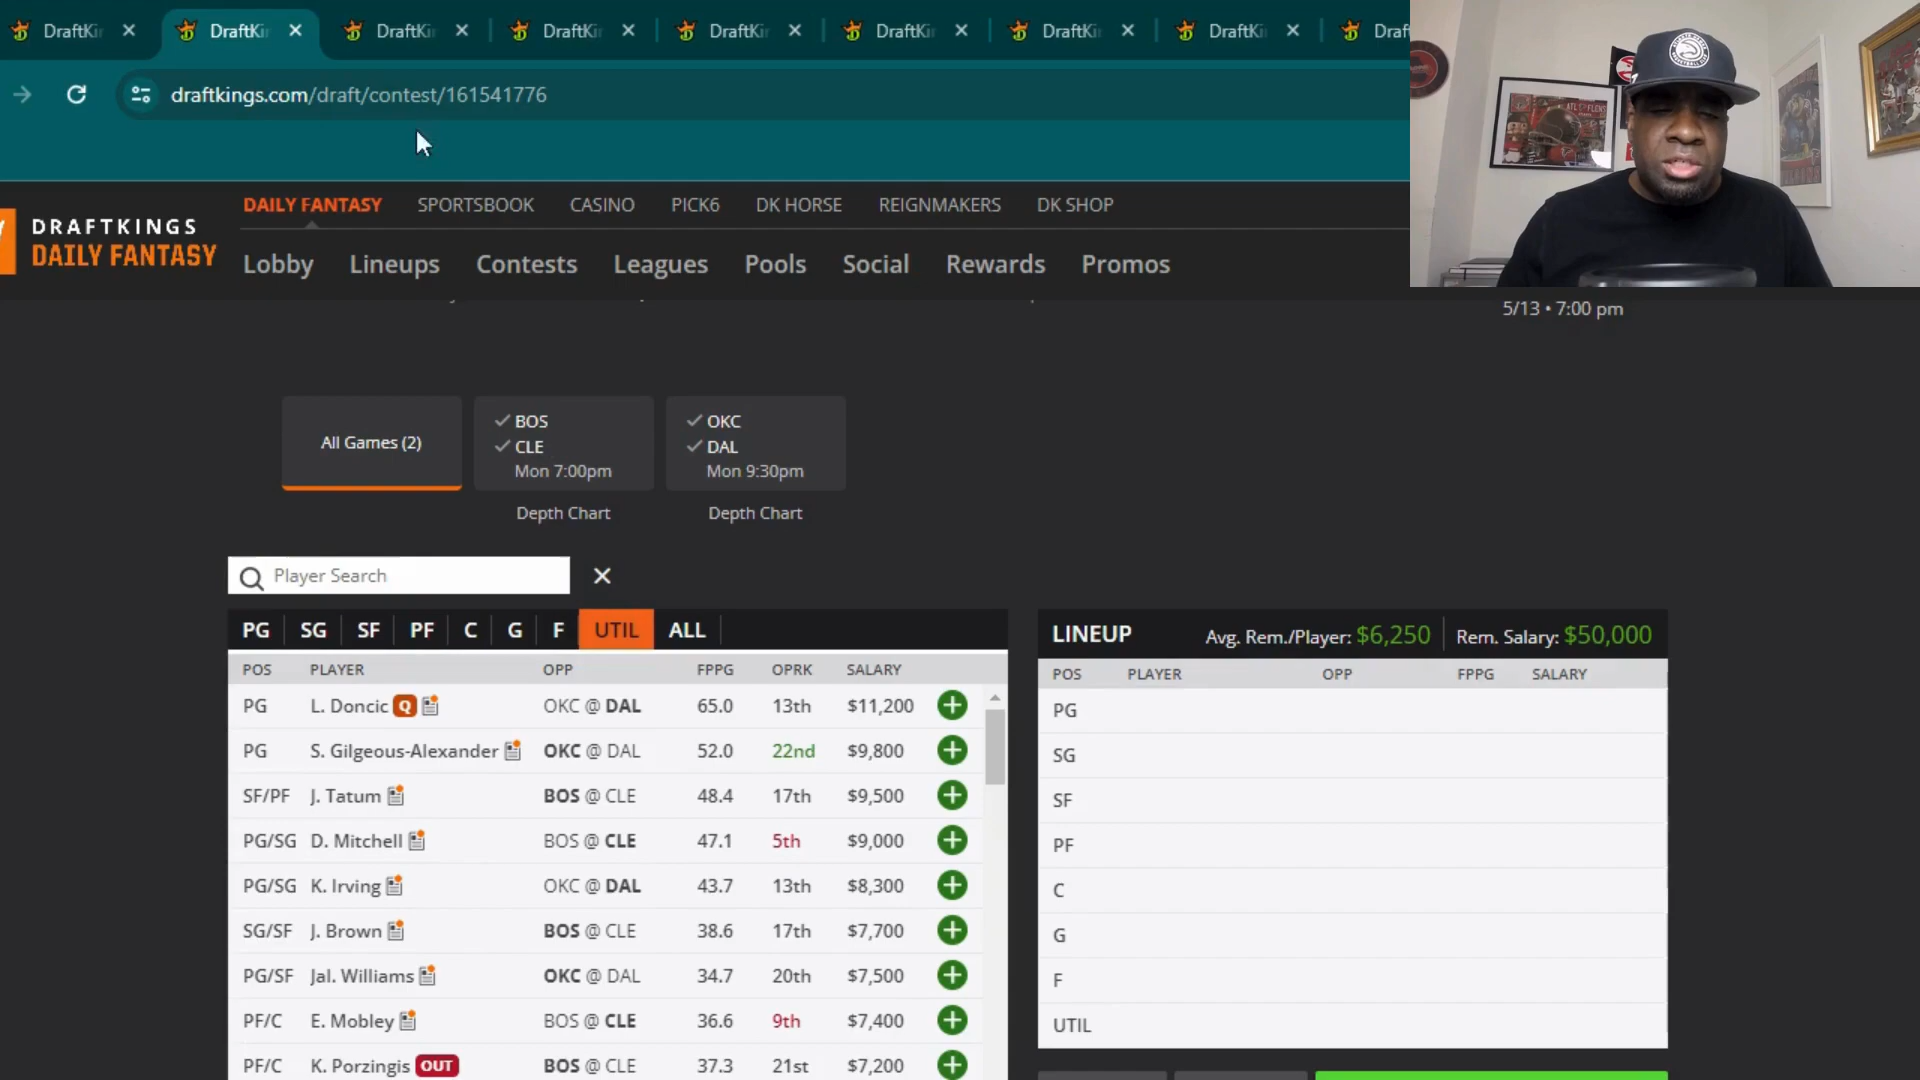 DraftKin DraftKin DraftKin DraftKin DraftKin DraftKin DraftKin DraftKin Draf
draftkings.com/draft/contest/161541776
DAILY FANTASY SPORTSBOOK CASINO PICK6 DK HORSE REIGNMAKERS DK SHOP
DRAFTKINGS
DAILY FANTASY
Lobby Lineups Contests Leagues Pools Social Rewards Promos
5/13 • 7:00 pm
All Games (2)
BOS
CLE
Mon 7:00pm
Depth Chart
OKC
DAL
Mon 9:30pm
Depth Chart
Player Search
PG SG SF PF C G F UTIL ALL
POS PLAYER OPP FPPG OPRK SALARY
PG L. Doncic Q OKC @ DAL 65.0 13th $11,200
PG S. Gilgeous-Alexander OKC @ DAL 52.0 22nd $9,800
SF/PF J. Tatum BOS @ CLE 48.4 17th $9,500
PG/SG D. Mitchell BOS @ CLE 47.1 5th $9,000
PG/SG K. Irving OKC @ DAL 43.7 13th $8,300
SG/SF J. Brown BOS @ CLE 38.6 17th $7,700
PG/SF Jal. Williams OKC @ DAL 34.7 20th $7,500
PF/C E. Mobley BOS @ CLE 36.6 9th $7,400
PF/C K. Porzingis OUT BOS @ CLE 37.3 21st $7,200
LINEUP Avg. Rem./Player: $6,250 Rem. Salary: $50,000
POS PLAYER OPP FPPG SALARY
PG
SG
SF
PF
C
G
F
UTIL